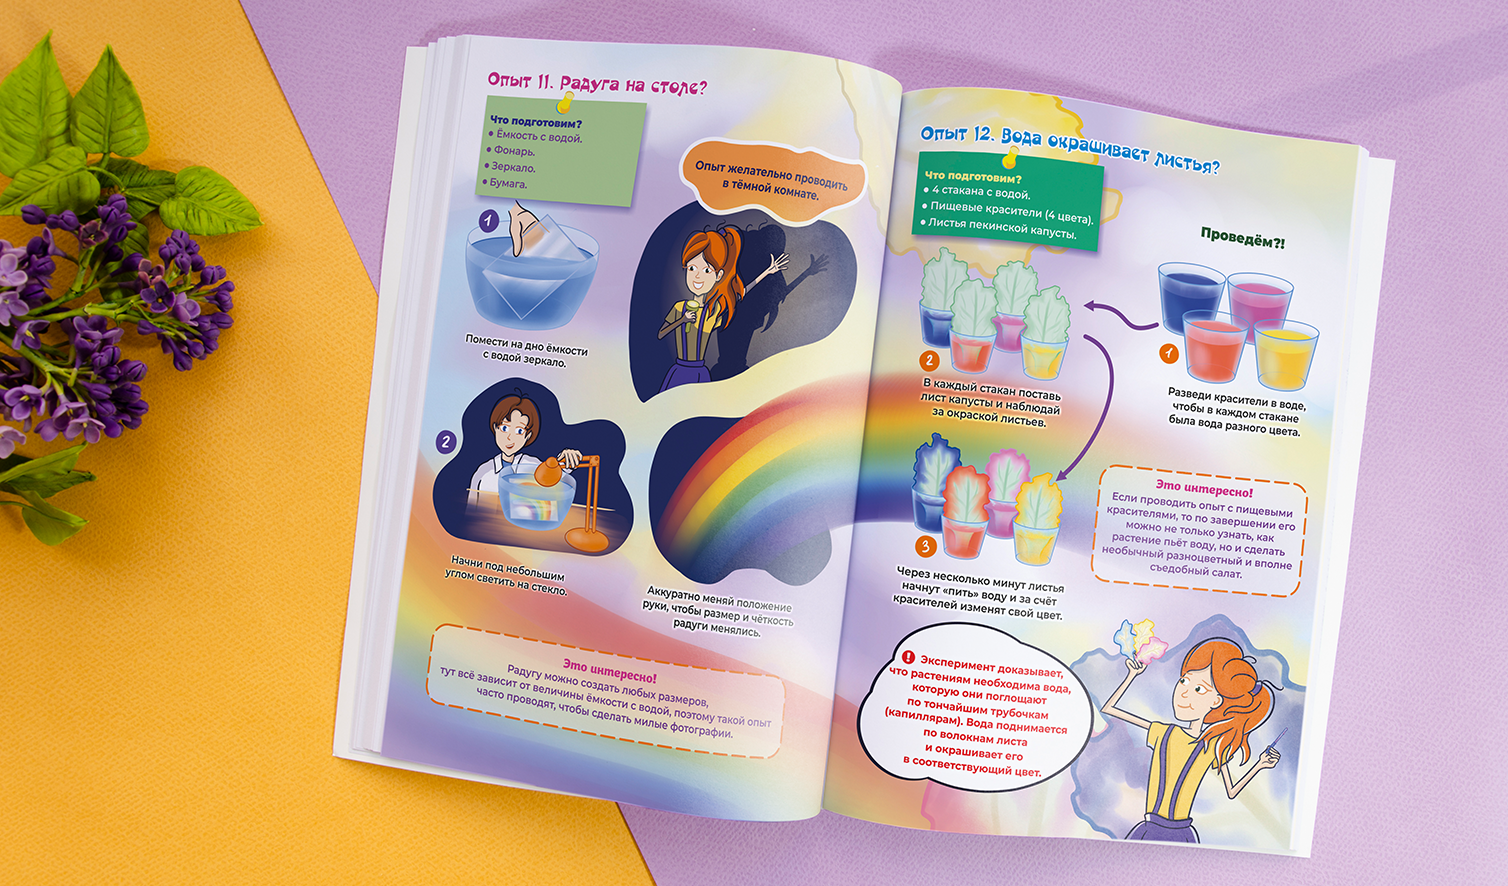 Опыт 11. Радуга на столе?
Что подготовим?
• Ёмкость с водой.
• Фонарь.
• Зеркало.
• Бумага.
Опыт желательно проводить
в тёмной комнате.
1
Помести на дно ёмкости
с водой зеркало.
2
Начни под небольшим
углом светить на стекло.
Аккуратно меняй положение
руки, чтобы размер и чёткость
радуги менялись.
Это интересно!
Радугу можно создать любых размеров,
тут всё зависит от величины ёмкости с водой, поэтому такой опыт
часто проводят, чтобы сделать милые фотографии.
Опыт 12. Вода окрашивает листья?
Что подготовим?
• 4 стакана с водой.
• Пищевые красители (4 цвета).
• Листья пекинской капусты.
Проведём?!
1
Разведи красители в воде,
чтобы в каждом стакане
была вода разного цвета.
2
В каждый стакан поставь
лист капусты и наблюдай
за окраской листьев.
3
Через несколько минут листья
начнут «пить» воду и за счёт
красителей изменят свой цвет.
Это интересно!
Если проводить опыт с пищевыми
красителями, то по завершении его
можно не только узнать, как
растение пьёт воду, но и сделать
необычный разноцветный и вполне
съедобный салат.
! Эксперимент доказывает,
что растениям необходима вода,
которую они поглощают
по тончайшим трубочкам
(капиллярам). Вода поднимается
по волокнам листа
и окрашивает его
в соответствующий цвет.